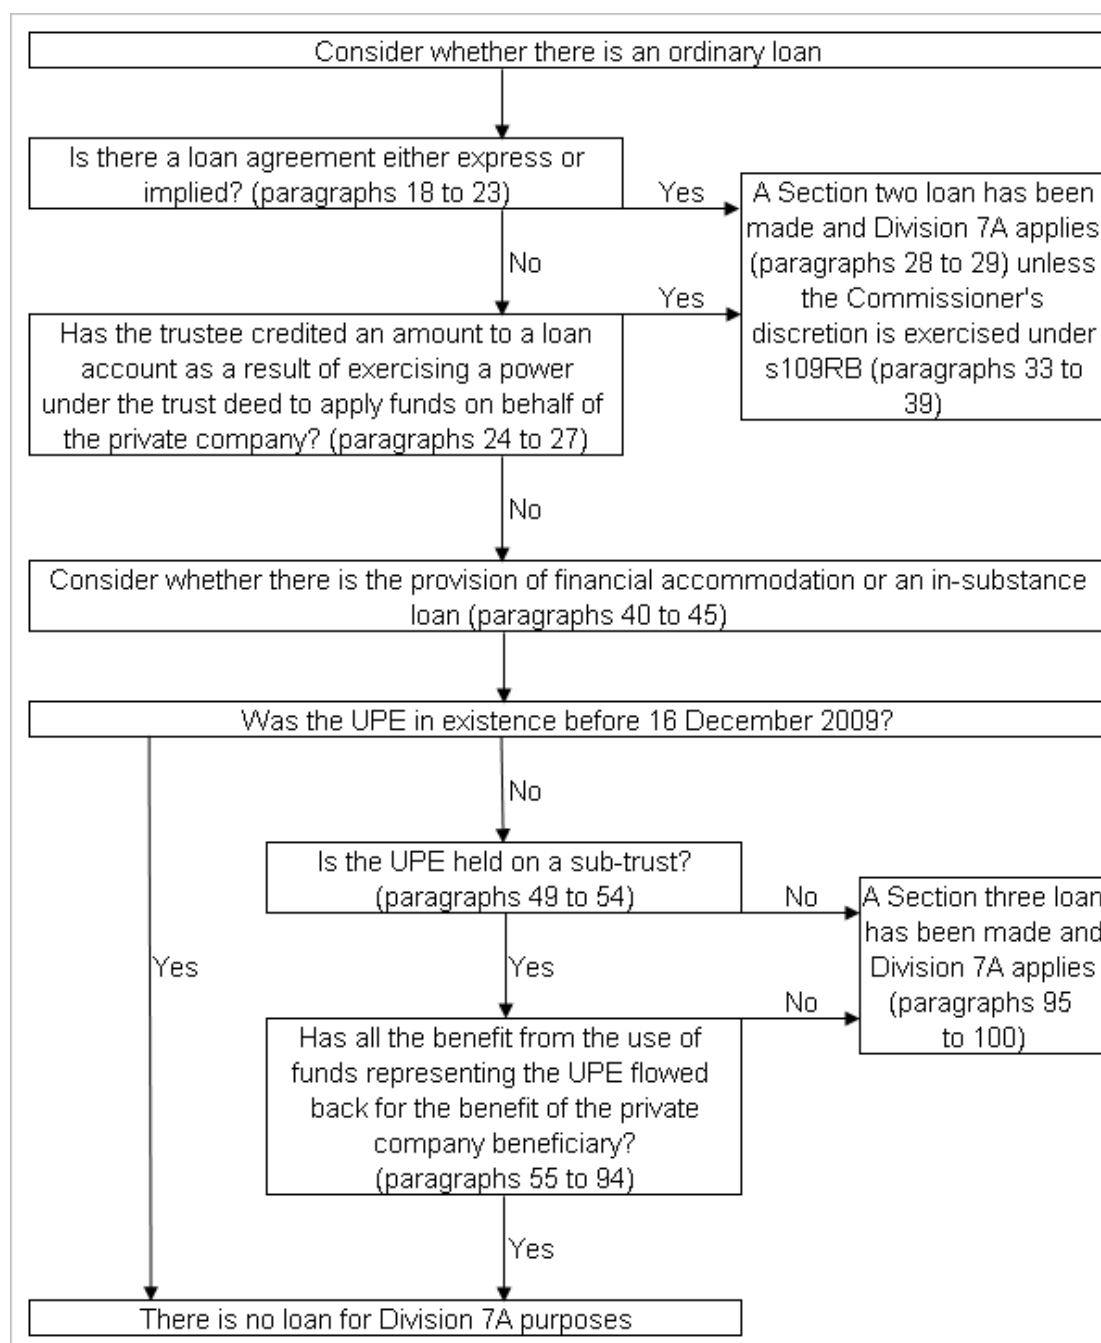 Consider whether there is an ordinary loan
Is there a loan agreement either express or
implied? (paragraphs 18 to 23)
Yes
A Section two loan has been
made and Division 7A applies
(paragraphs 28 to 29) unless
the Commissioner's
discretion is exercised under
s109RB (paragraphs 33 to
39)
No
Yes
Has the trustee credited an amount to a loan
account as a result of exercising a power
under the trust deed to apply funds on behalf of
the private company? (paragraphs 24 to 27)
No
Consider whether there is the provision of financial accommodation or an in-substance
loan (paragraphs 40 to 45)
Was the UPE in existence before 16 December 2009?
No
Is the UPE held on a sub-trust?
(paragraphs 49 to 54)
No
A Section three loan
has been made and
Division 7A applies
(paragraphs 95
to 100)
Yes
Yes
No
Has all the benefit from the use of
funds representing the UPE flowed
back for the benefit of the private
company beneficiary?
(paragraphs 55 to 94)
Yes
There is no loan for Division 7A purposes